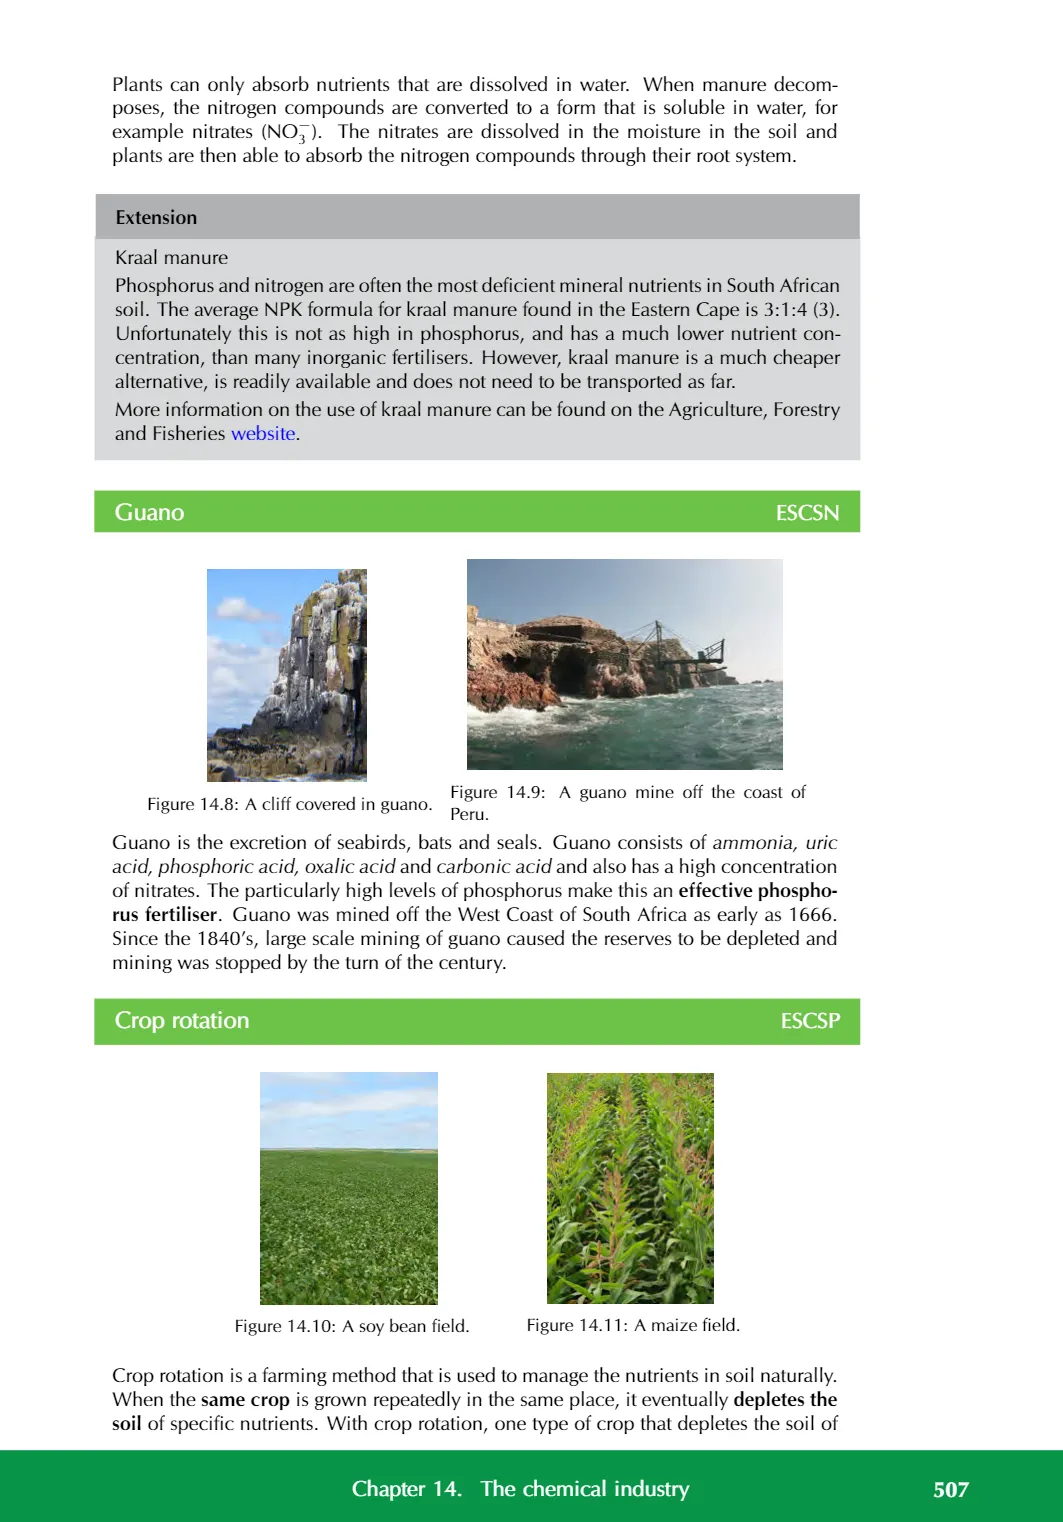 Plants can only absorb nutrients that are dissolved in water. When manure decom-
poses, the nitrogen compounds are converted to a form that is soluble in water, for
example nitrates (NO₃⁻). The nitrates are dissolved in the moisture in the soil and
plants are then able to absorb the nitrogen compounds through their root system.
Extension
Kraal manure
Phosphorus and nitrogen are often the most deficient mineral nutrients in South African
soil. The average NPK formula for kraal manure found in the Eastern Cape is 3:1:4 (3).
Unfortunately this is not as high in phosphorus, and has a much lower nutrient con-
centration, than many inorganic fertilisers. However, kraal manure is a much cheaper
alternative, is readily available and does not need to be transported as far.
More information on the use of kraal manure can be found on the Agriculture, Forestry
and Fisheries website.
Guano ESCSN
Figure 14.8: A cliff covered in guano.
Figure 14.9: A guano mine off the coast of
Peru.
Guano is the excretion of seabirds, bats and seals. Guano consists of ammonia, uric
acid, phosphoric acid, oxalic acid and carbonic acid and also has a high concentration
of nitrates. The particularly high levels of phosphorus make this an effective phospho-
rus fertiliser. Guano was mined off the West Coast of South Africa as early as 1666.
Since the 1840's, large scale mining of guano caused the reserves to be depleted and
mining was stopped by the turn of the century.
Crop rotation ESCSP
Figure 14.10: A soy bean field.
Figure 14.11: A maize field.
Crop rotation is a farming method that is used to manage the nutrients in soil naturally.
When the same crop is grown repeatedly in the same place, it eventually depletes the
soil of specific nutrients. With crop rotation, one type of crop that depletes the soil of
Chapter 14. The chemical industry 507